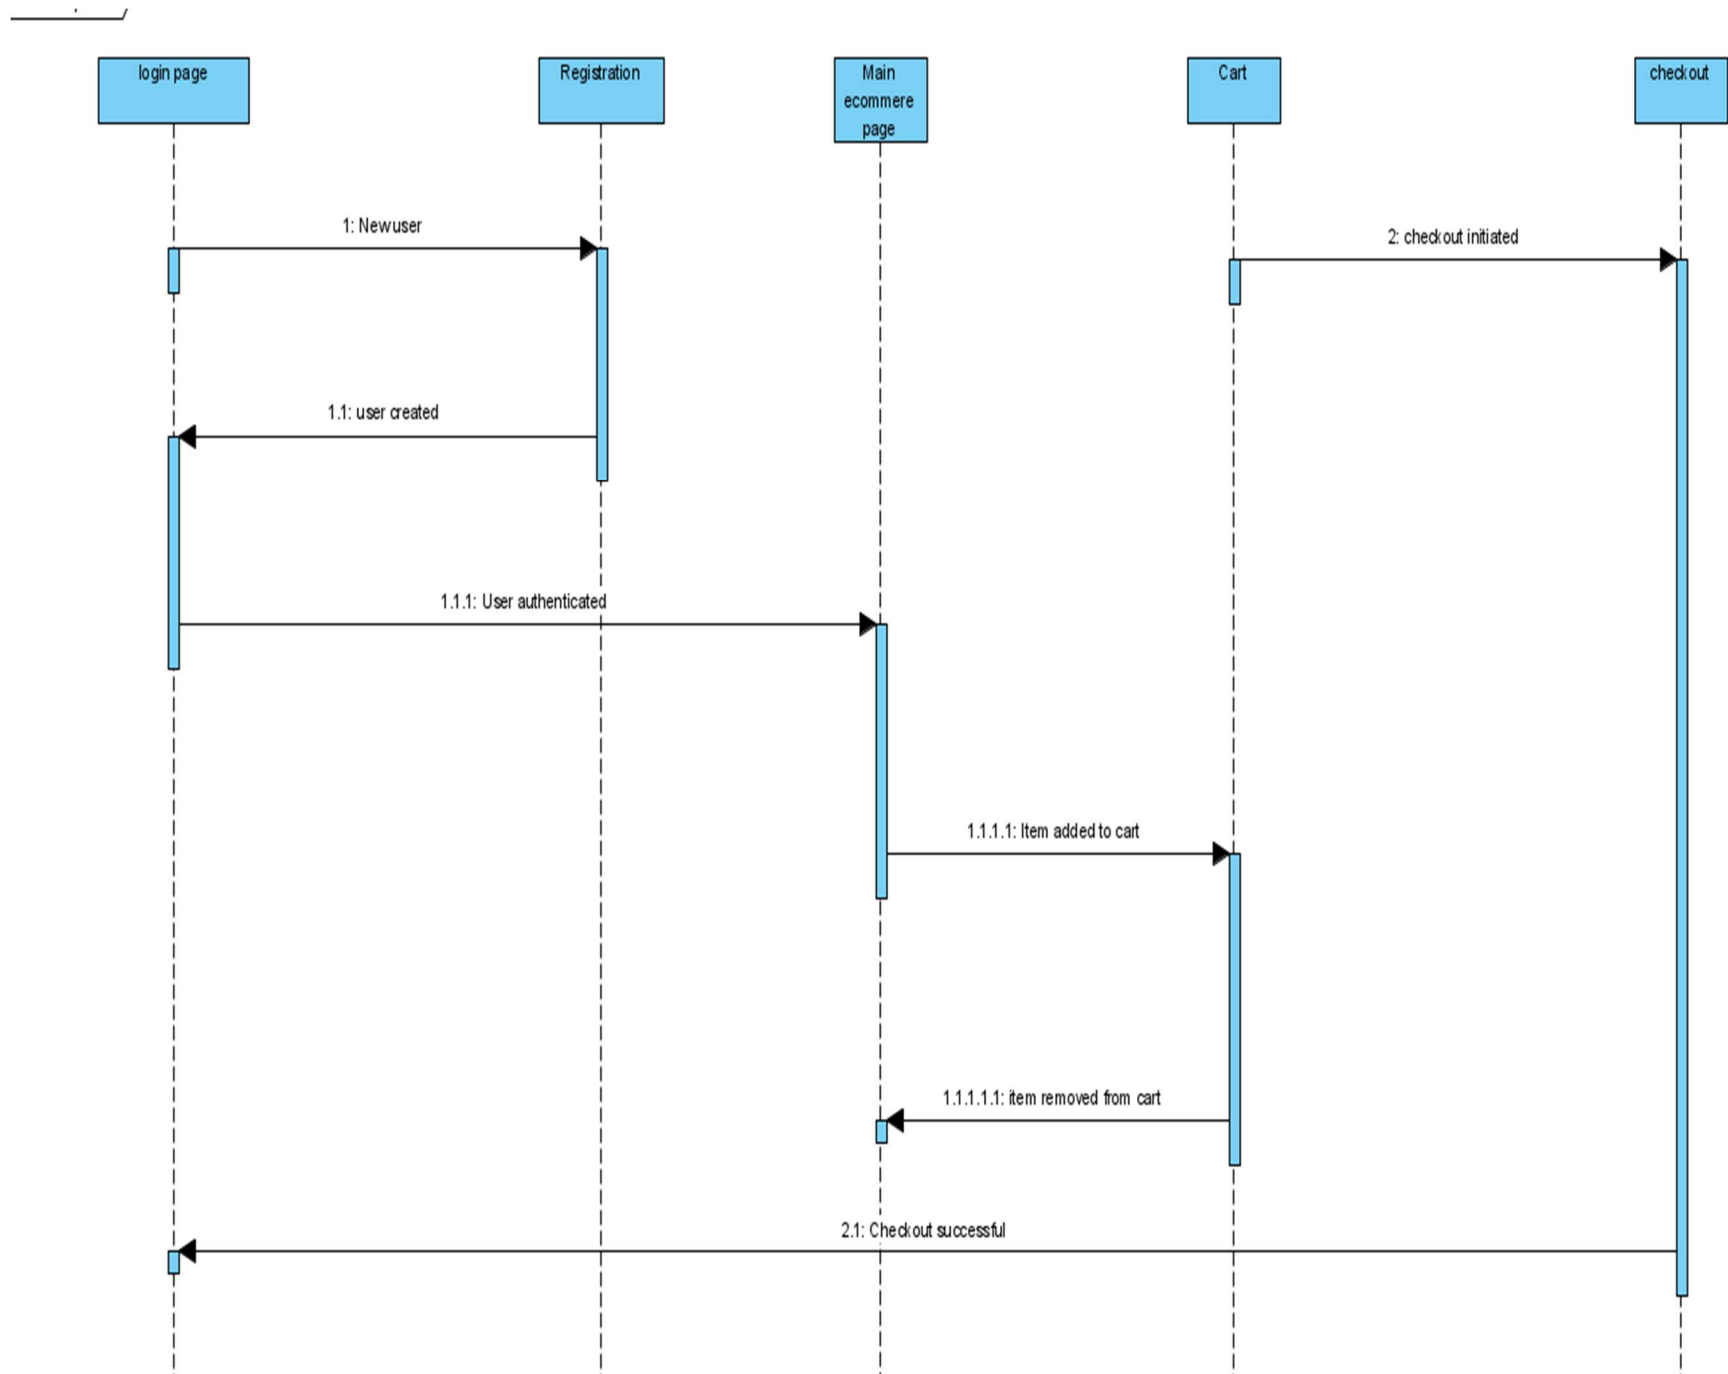 login page
Registration
Main
ecommere
page
Cart
checkout
1: New user
2: checkout initiated
1.1: user created
1.1.1: User authenticated
1.1.1.1: Item added to cart
1.1.1.1.1: item removed from cart
2.1: Checkout successful